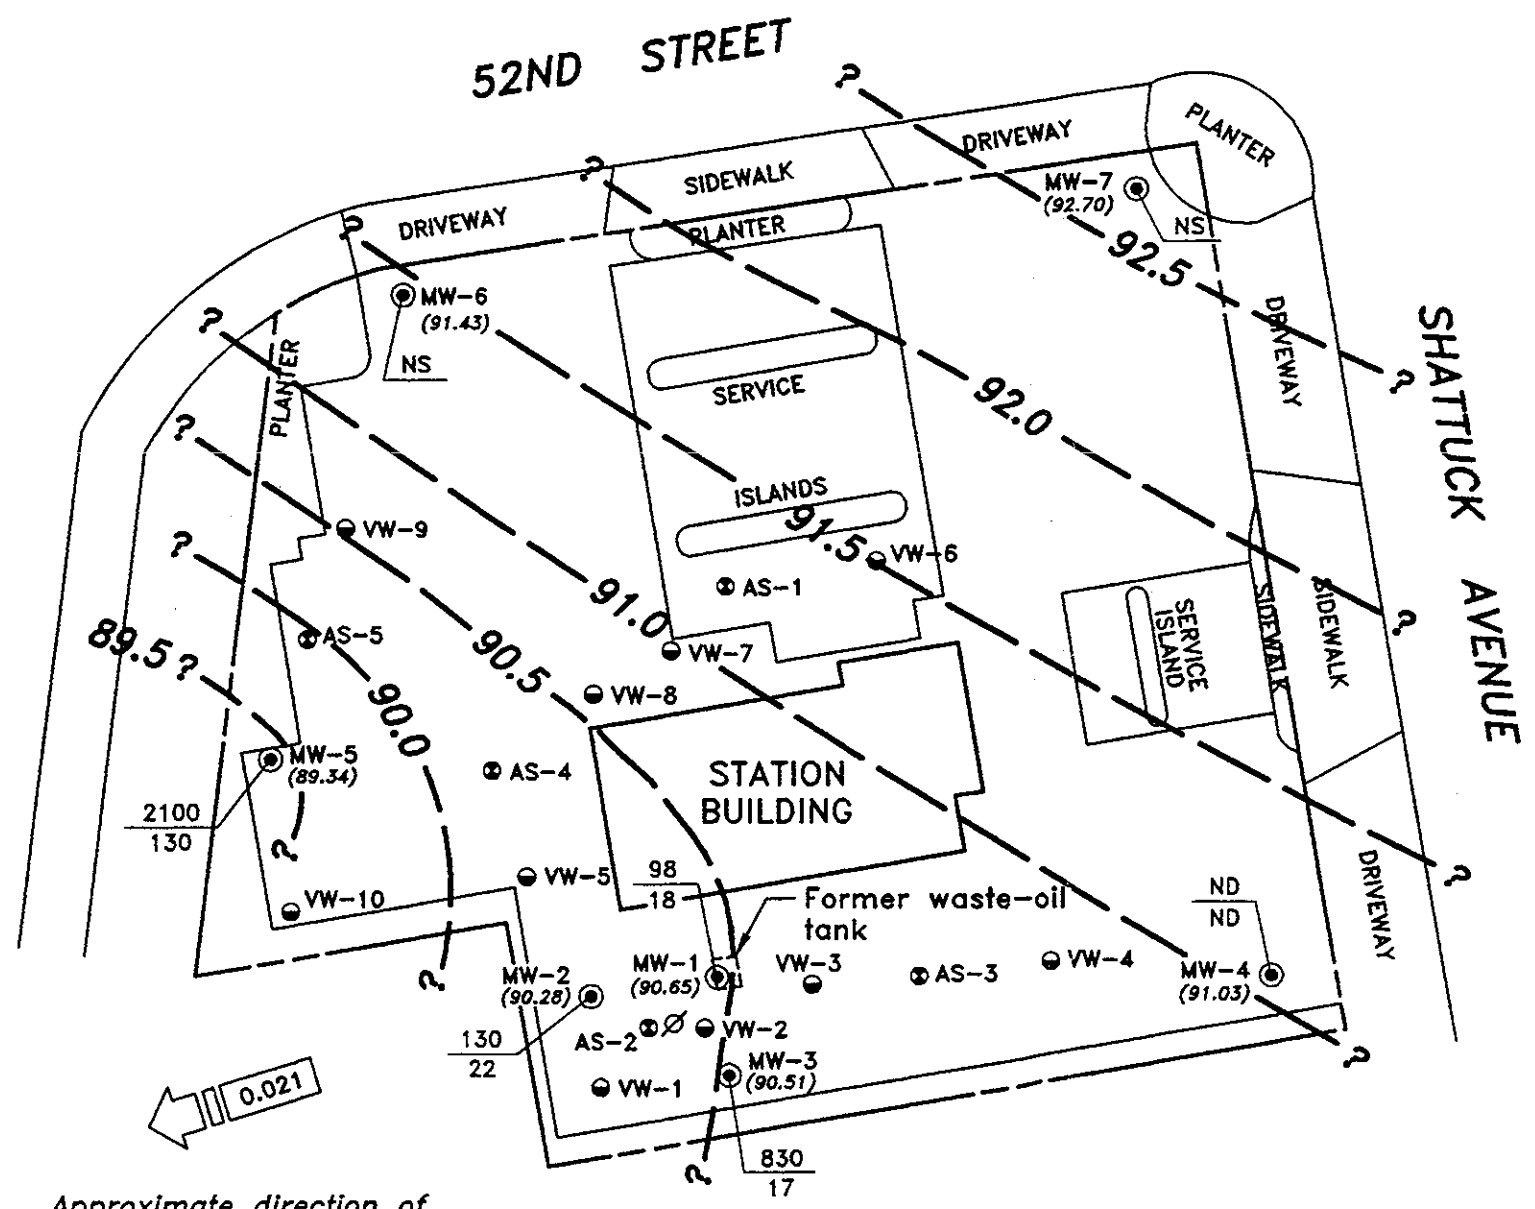 52ND STREET
?
DRIVEWAY
PLANTER
?
SIDEWALK
MW-7
(92.70)
NS
?
DRIVEWAY
PLANTER
92.5
MW-6
(91.43)
NS
?
PLANTER
SERVICE
DRIVEWAY
SHATTUCK AVENUE
?
92.0
?
ISLANDS
91.5
VW-9
VW-6
?
AS-1
91.0
89.5 ?
AS-5
90.5
VW-7
SERVICE
ISLAND
SIDEWALK
SIDEWALK
?
VW-8
90.0
MW-5
(89.34)
AS-4
STATION
BUILDING
2100
130
?
98
18
VW-5
VW-10
Former waste-oil
tank
ND
ND
DRIVEWAY
?
?
MW-2
(90.28)
MW-1
(90.65)
VW-3
AS-3
VW-4
MW-4
(91.03)
130
22
AS-2
VW-2
?
VW-1
MW-3
(90.51)
0.021
?
830
17
Approximate direction of